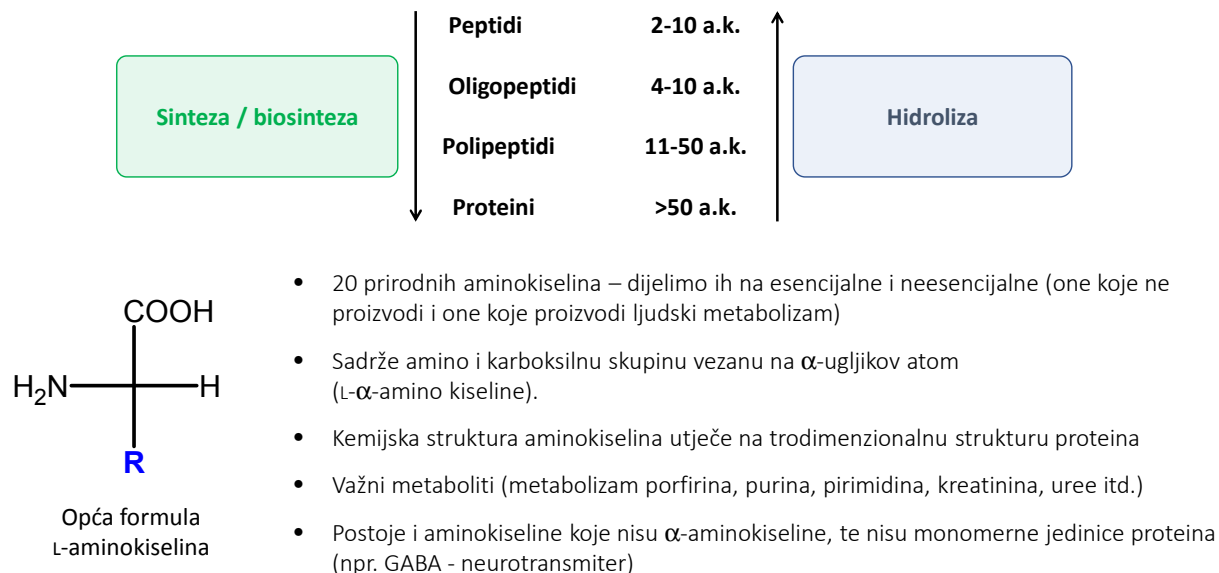 Peptidi 2-10 a.k.
Sinteza / biosinteza
Oligopeptidi 4-10 a.k.
Hidroliza
Polipeptidi 11-50 a.k.
Proteini >50 a.k.
COOH
H₂N
H
R
Opća formula
L-aminokiselina
• 20 prirodnih aminokiselina – dijelimo ih na esencijalne i neesencijalne (one koje ne
proizvodi i one koje proizvodi ljudski metabolizam)
• Sadrže amino i karboksilnu skupinu vezanu na α-ugljikov atom
(L-α-amino kiseline).
• Kemijska struktura aminokiselina utječe na trodimenzionalnu strukturu proteina
• Važni metaboliti (metabolizam porfirina, purina, pirimidina, kreatinina, uree itd.)
• Postoje i aminokiseline koje nisu α-aminokiseline, te nisu monomerne jedinice proteina
(npr. GABA - neurotransmiter)